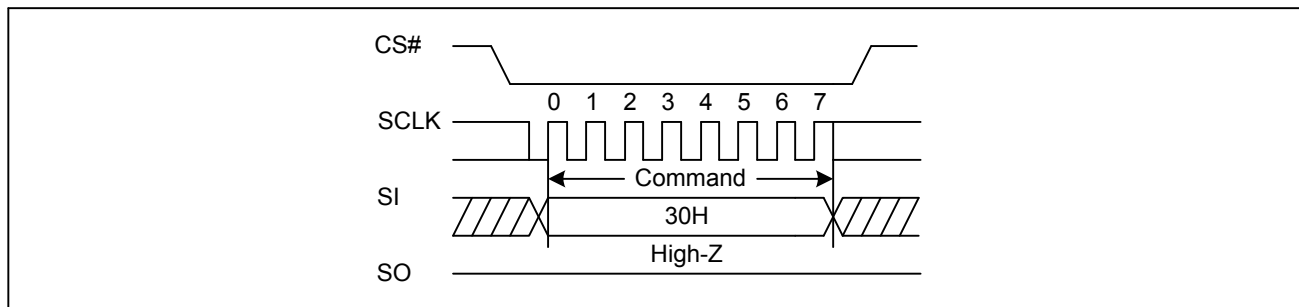 CS#
0 1 2 3 4 5 6 7
SCLK
Command
SI
30H
High-Z
SO